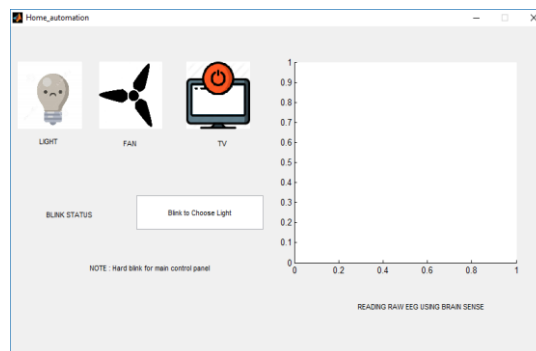 Home_automation
LIGHT
FAN
TV
BLINK STATUS
Blink to Choose Light
NOTE : Hard blink for main control panel
1
0.9
0.8
0.7
0.6
0.5
0.4
0.3
0.2
0.1
0
0 0.2 0.4 0.6 0.8 1
READING RAW EEG USING BRAIN SENSE